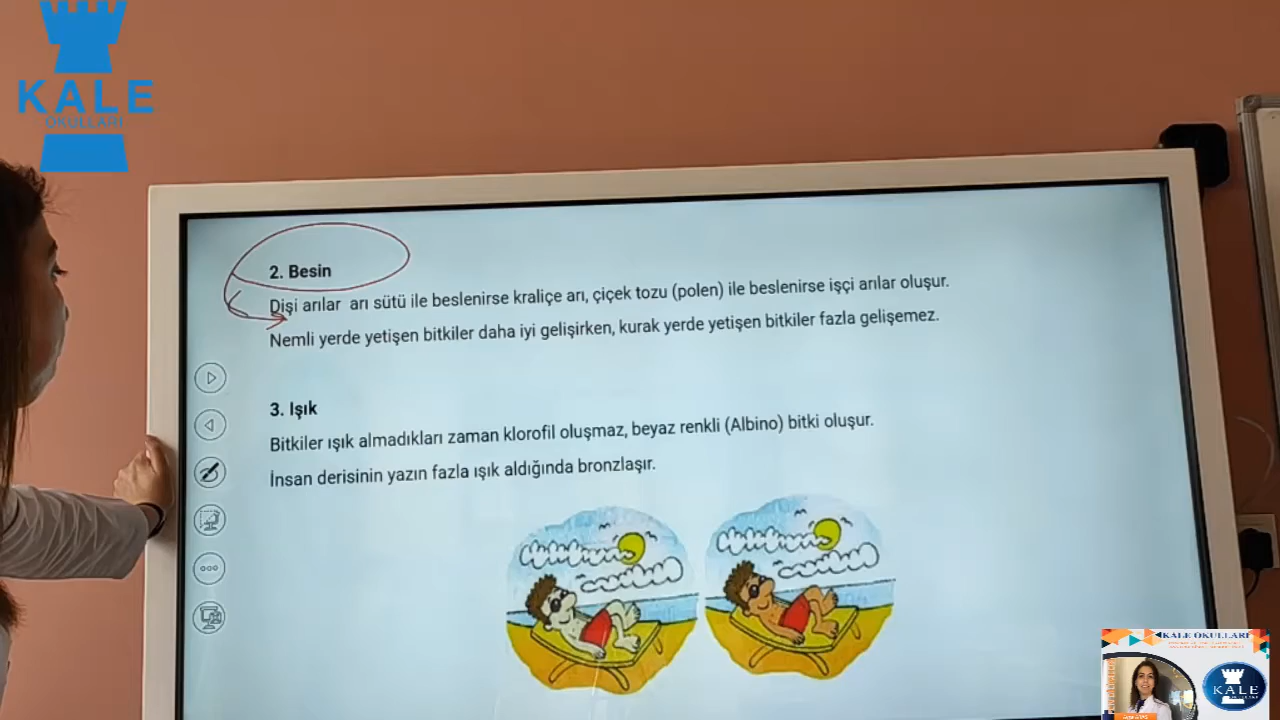 KALE
OKULLARI
2. Besin
Dişi arılar arı sütü ile beslenirse kraliçe arı, çiçek tozu (polen) ile beslenirse işçi arılar oluşur.
Nemli yerde yetişen bitkiler daha iyi gelişirken, kurak yerde yetişen bitkiler fazla gelişemez.
3. Işık
Bitkiler ışık almadıkları zaman klorofil oluşmaz, beyaz renkli (Albino) bitki oluşur.
İnsan derisinin yazın fazla ışık aldığında bronzlaşır.
KALE OKULLARI
KALE